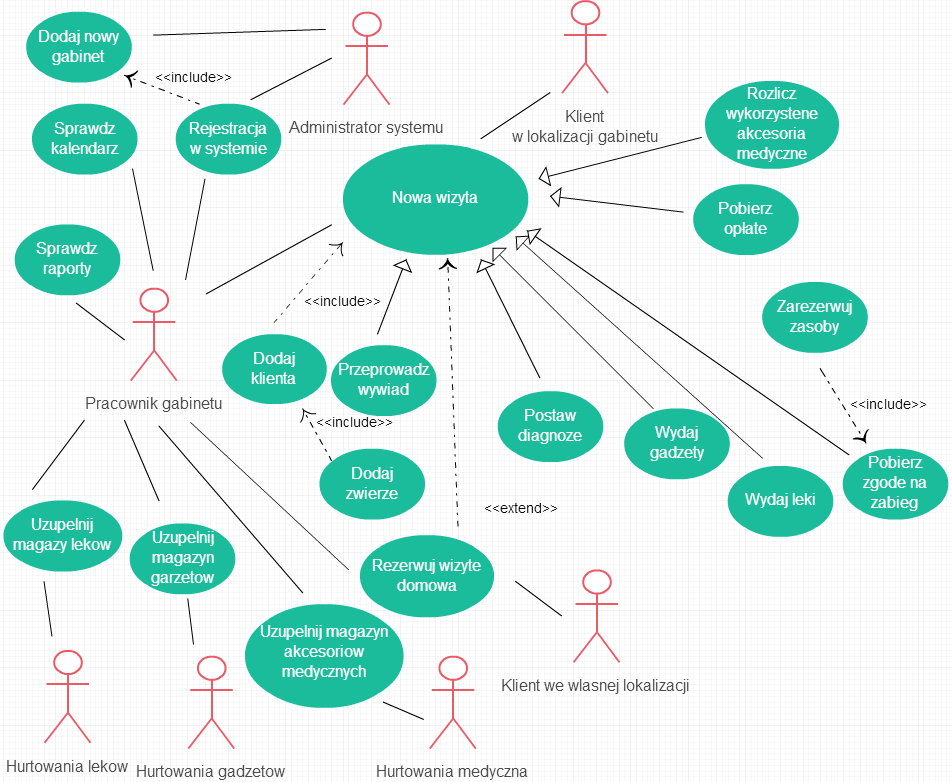 Dodaj nowy
gabinet
<<include>>
Administrator systemu
Klient
w lokalizacji gabinetu
Sprawdz
kalendarz
Rejestracja
w systemie
Rozlicz
wykorzystene
akcesoria
medyczne
Nowa wizyta
Pobierz
opłate
Sprawdz
raporty
<<include>>
Zarezerwuj
zasoby
Pracownik gabinetu
Dodaj
klienta
Przeprowadz
wywiad
<<include>>
<<include>>
Postaw
diagnoze
Wydaj
gadzety
Dodaj
zwierze
Wydaj leki
Pobierz
zgode na
zabieg
<<extend>>
Uzupelnij
magazy lekow
Uzupelnij
magazyn
garzetow
Rezerwuj wizyte
domowa
Uzupelnij magazyn
akcesoriow
medycznych
Klient we wlasnej lokalizacji
Hurtowania lekow
Hurtowania gadzetow
Hurtowania medyczna